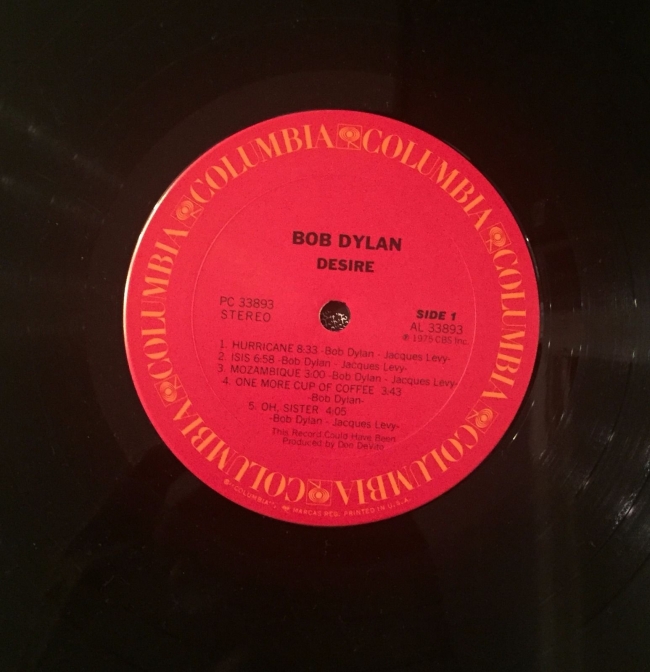 COLUMBIA COLUMBIA COLUMBIA COLUMBIA COLUMBIA COLUMBIA
BOB DYLAN
DESIRE
PC 33893
STEREO
SIDE 1
AL 33893
℗ 1975 CBS Inc.
1. HURRICANE 8:33 -Bob Dylan - Jacques Levy-
2. ISIS 6:58 -Bob Dylan - Jacques Levy-
3. MOZAMBIQUE 3:00 -Bob Dylan - Jacques Levy-
4. ONE MORE CUP OF COFFEE 3:43
-Bob Dylan-
5. OH, SISTER 4:05
-Bob Dylan - Jacques Levy-
This Record Could Have Been
Produced by Don DeVito
® "COLUMBIA", MARCAS REG. PRINTED IN U.S.A.